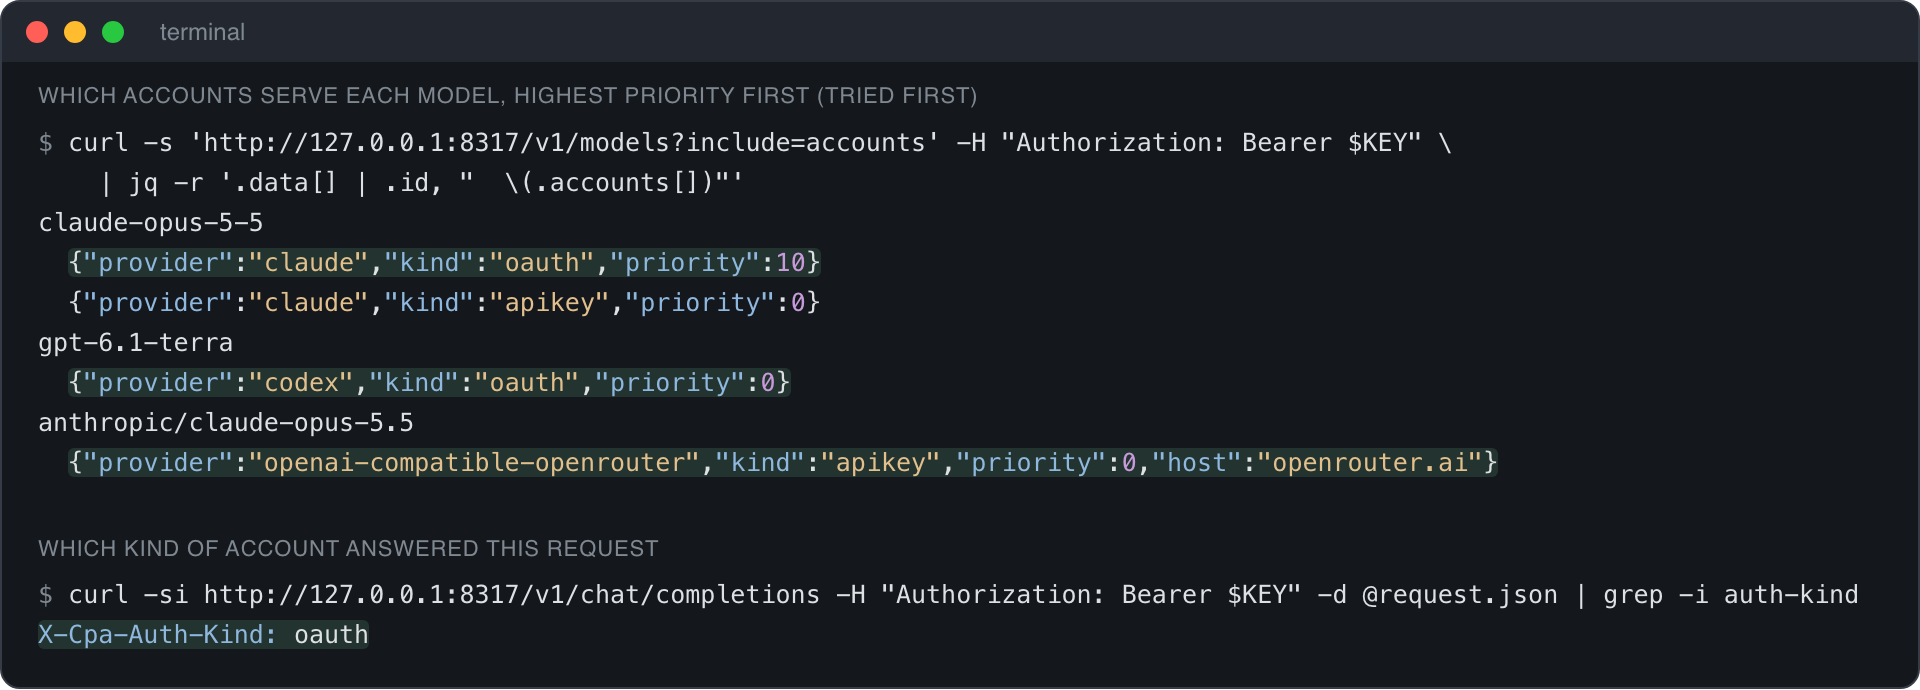 terminal
WHICH ACCOUNTS SERVE EACH MODEL, HIGHEST PRIORITY FIRST (TRIED FIRST)
$ curl -s 'http://127.0.0.1:8317/v1/models?include=accounts' -H "Authorization: Bearer $KEY" \
    | jq -r '.data[] | .id, "  \(.accounts[])"'
claude-opus-5-5
  {"provider":"claude","kind":"oauth","priority":10}
  {"provider":"claude","kind":"apikey","priority":0}
gpt-6.1-terra
  {"provider":"codex","kind":"oauth","priority":0}
anthropic/claude-opus-5.5
  {"provider":"openai-compatible-openrouter","kind":"apikey","priority":0,"host":"openrouter.ai"}
WHICH KIND OF ACCOUNT ANSWERED THIS REQUEST
$ curl -si http://127.0.0.1:8317/v1/chat/completions -H "Authorization: Bearer $KEY" -d @request.json | grep -i auth-kind
X-Cpa-Auth-Kind: oauth